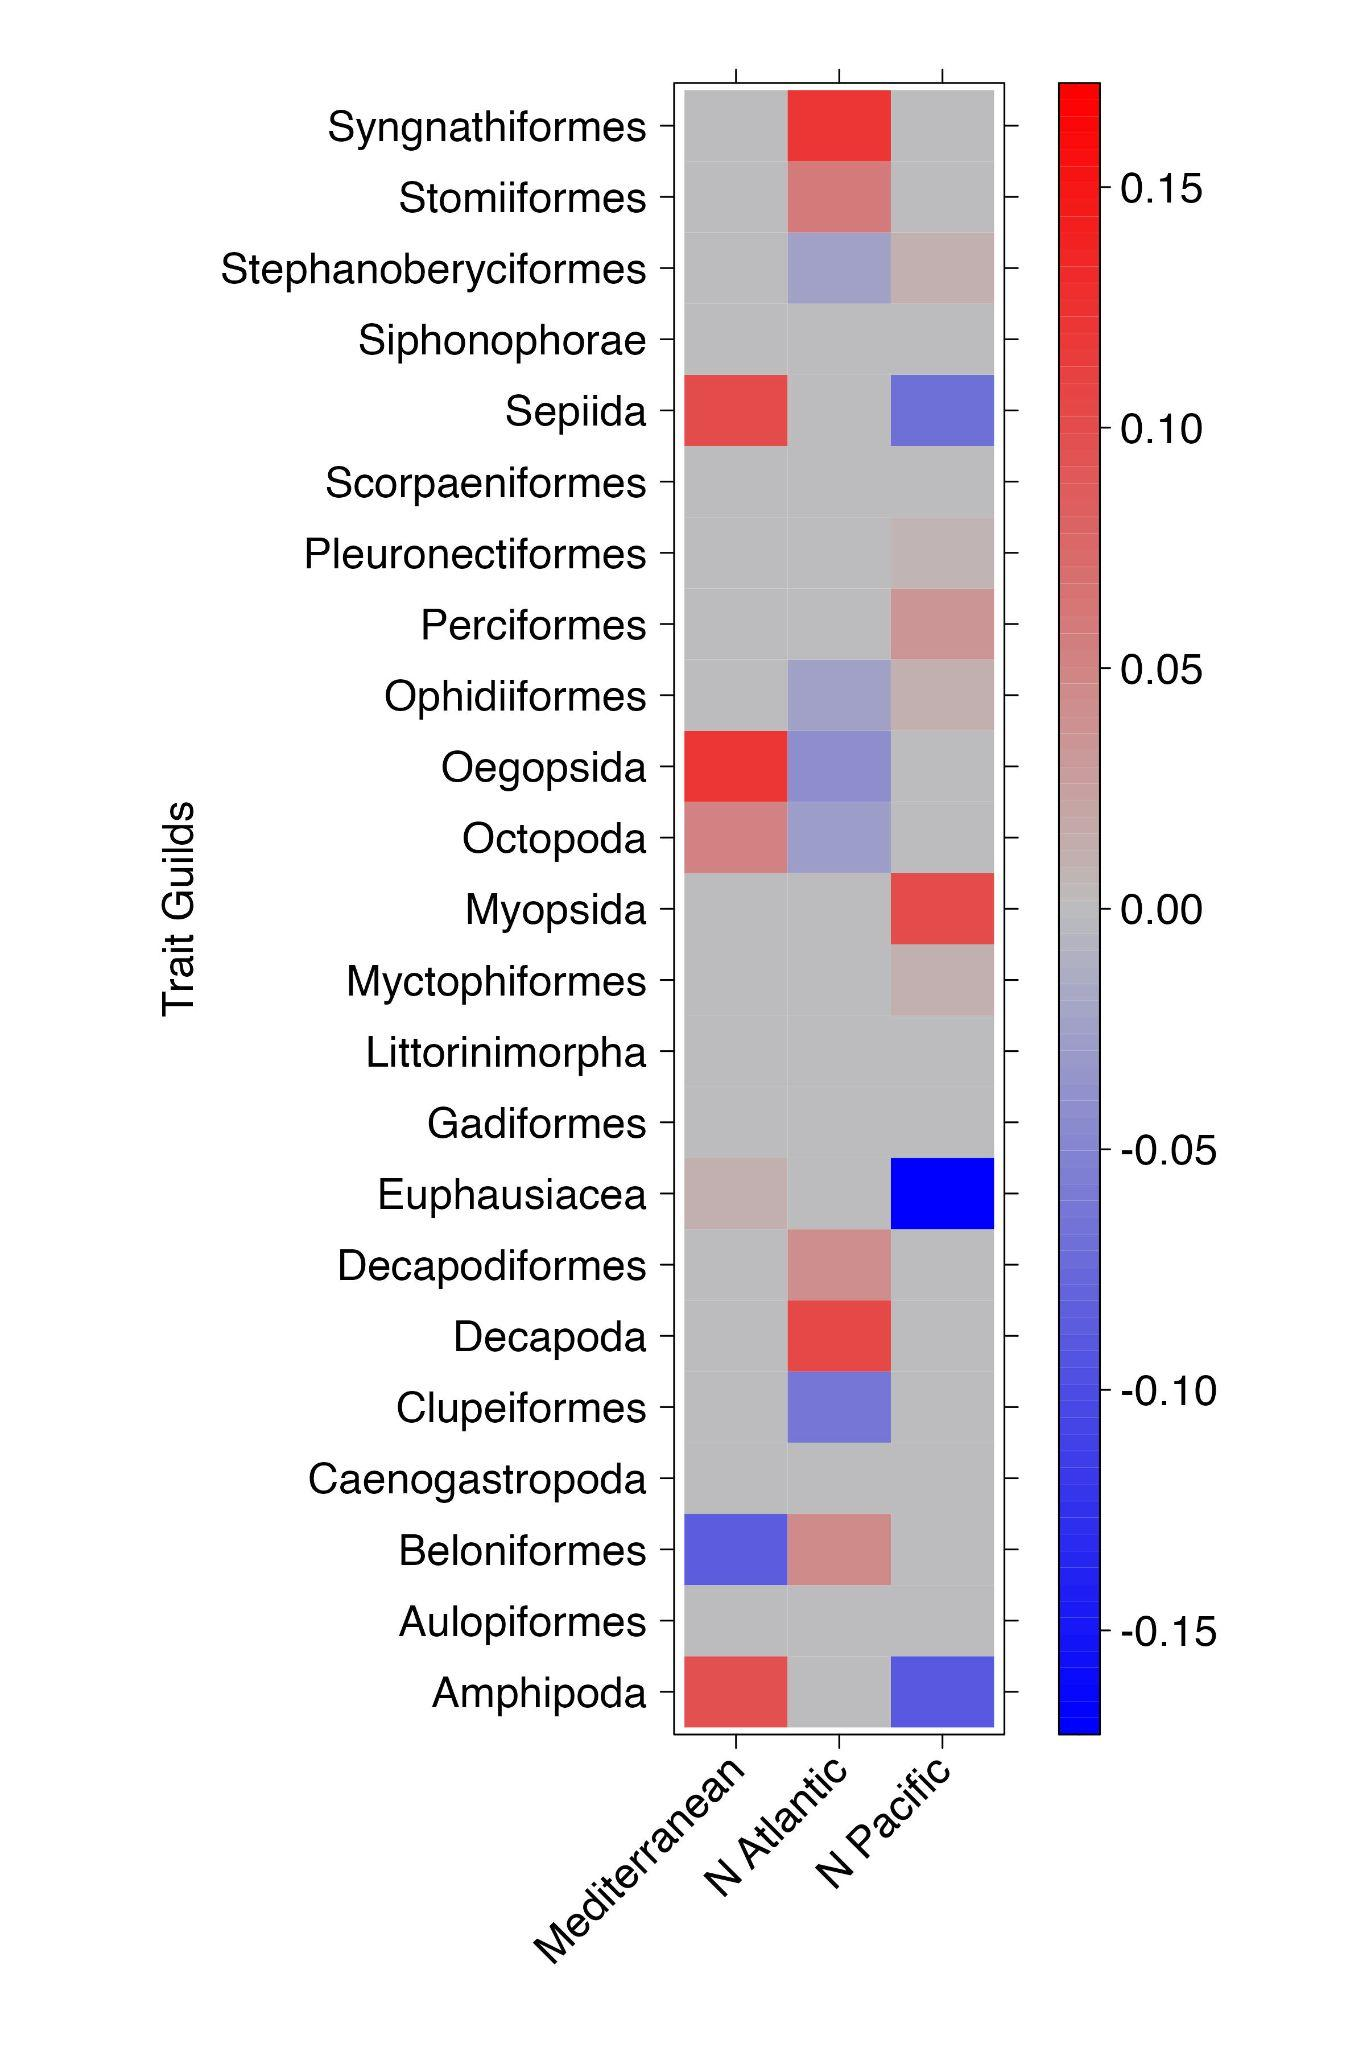 Trait Guilds
Syngnathiformes
Stomiiformes
Stephanoberyciformes
Siphonophorae
Sepiida
Scorpaeniformes
Pleuronectiformes
Perciformes
Ophidiiformes
Oegopsida
Octopoda
Myopsida
Myctophiformes
Littorinimorpha
Gadiformes
Euphausiacea
Decapodiformes
Decapoda
Clupeiformes
Caenogastropoda
Beloniformes
Aulopiformes
Amphipoda
Mediterranean
N Atlantic
N Pacific
0.15
0.10
0.05
0.00
-0.05
-0.10
-0.15